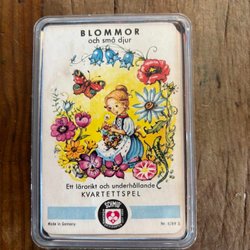 BLOMMOR
och små djur
Ett lärorikt och underhållande
KVARTETTSPEL
SCHMID
Made in Germany